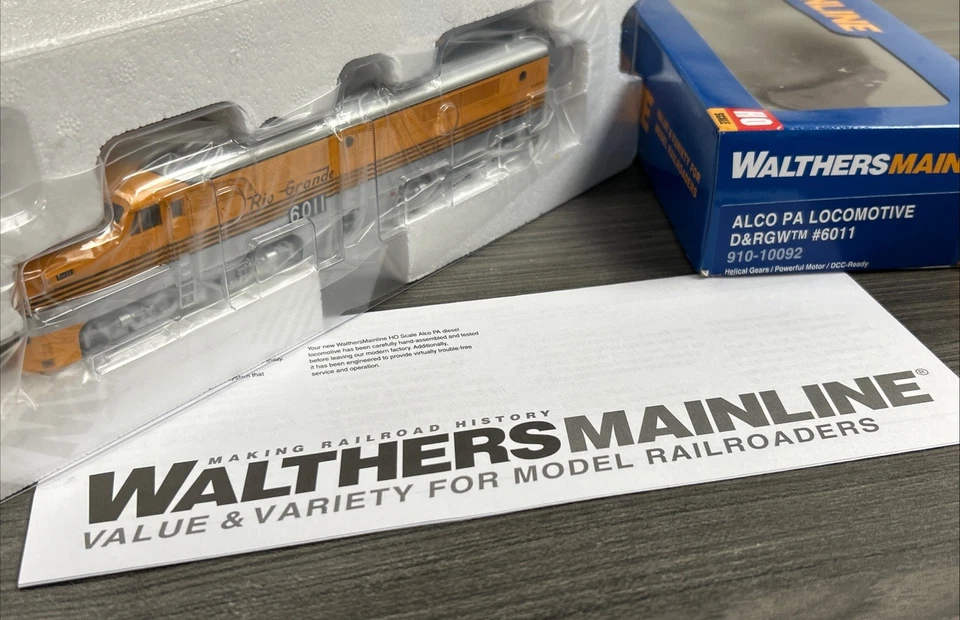 Rio Grande
6011
MAINLINE
HO
WALTHERSMAIN
ALCO PA LOCOMOTIVE
D&RGW™ #6011
910-10092
Helical Gears / Powerful Motor / DCC-Ready
Your new WalthersMainline HO Scale Alco PA diesel
locomotive has been carefully hand-assembled and tested
before leaving our modern factory. Additionally,
it has been engineered to provide virtually trouble-free
service and operation.
that
MAKING RAILROAD HISTORY
WALTHERSMAINLINE®
VALUE & VARIETY FOR MODEL RAILROADERS